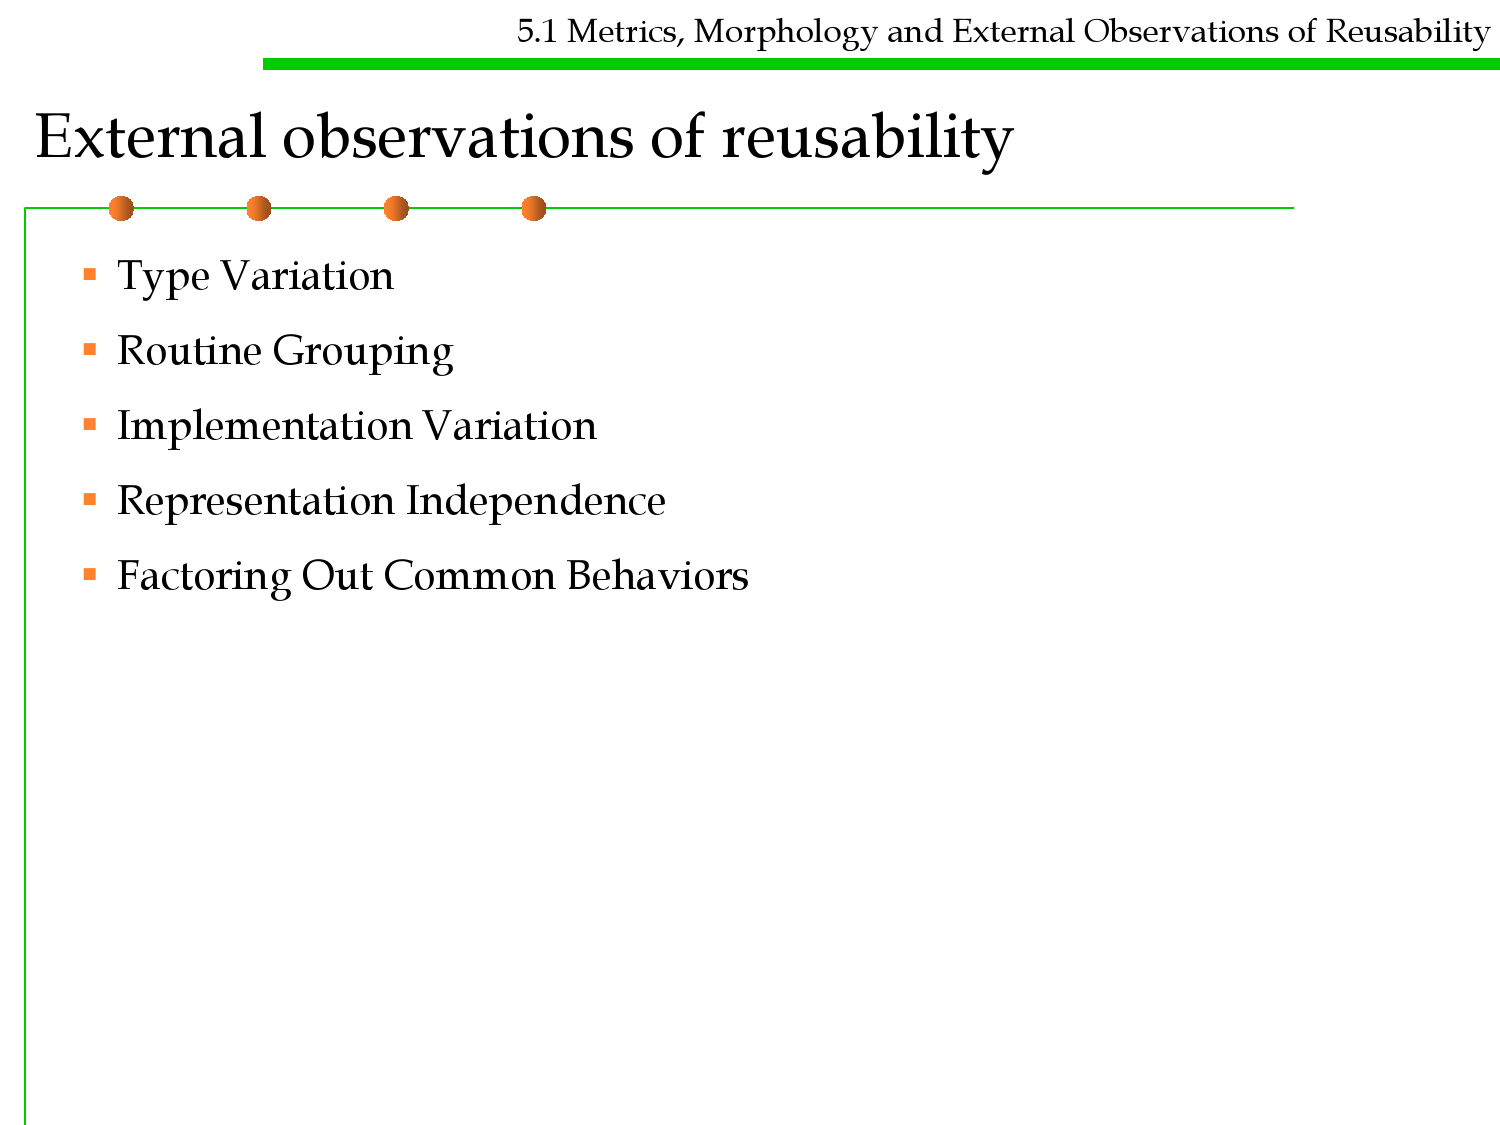 5.1 Metrics, Morphology and External Observations of Reusability
External observations of reusability
Type Variation
Routine Grouping
Implementation Variation
Representation Independence
Factoring Out Common Behaviors